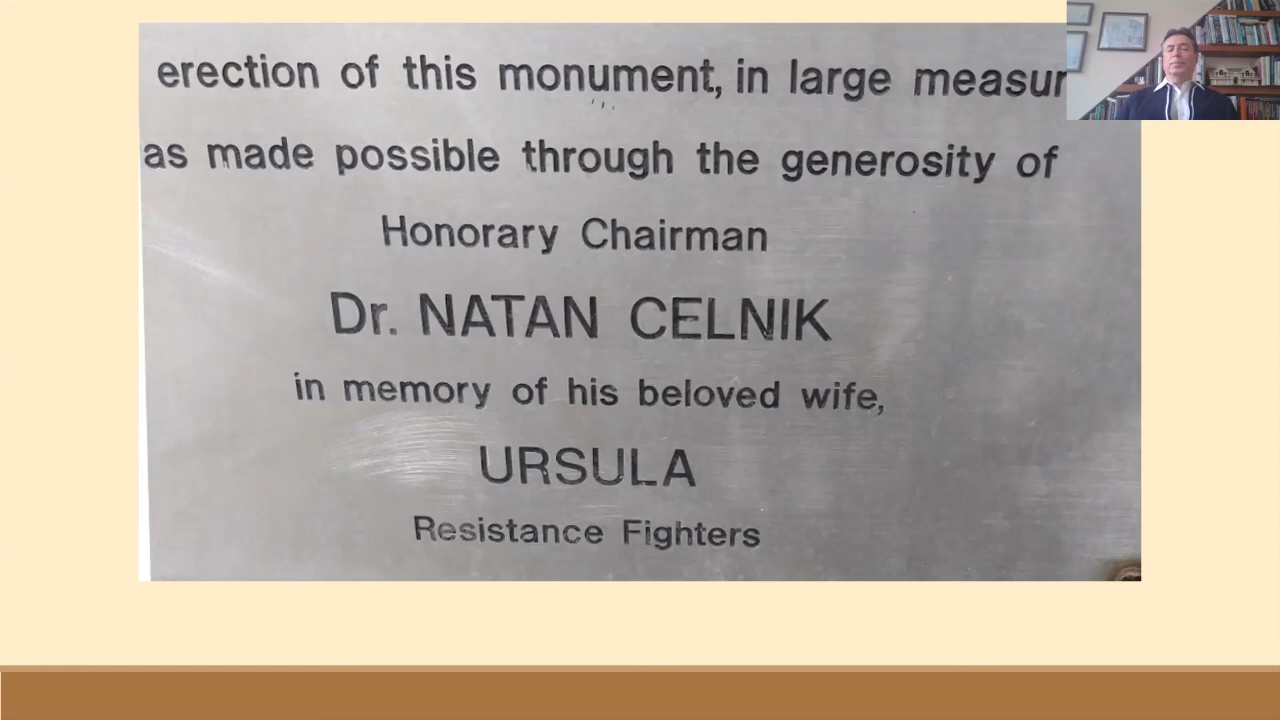 erection of this monument, in large measur
as made possible through the generosity of
Honorary Chairman
Dr. NATAN CELNIK
in memory of his beloved wife,
URSULA
Resistance Fighters